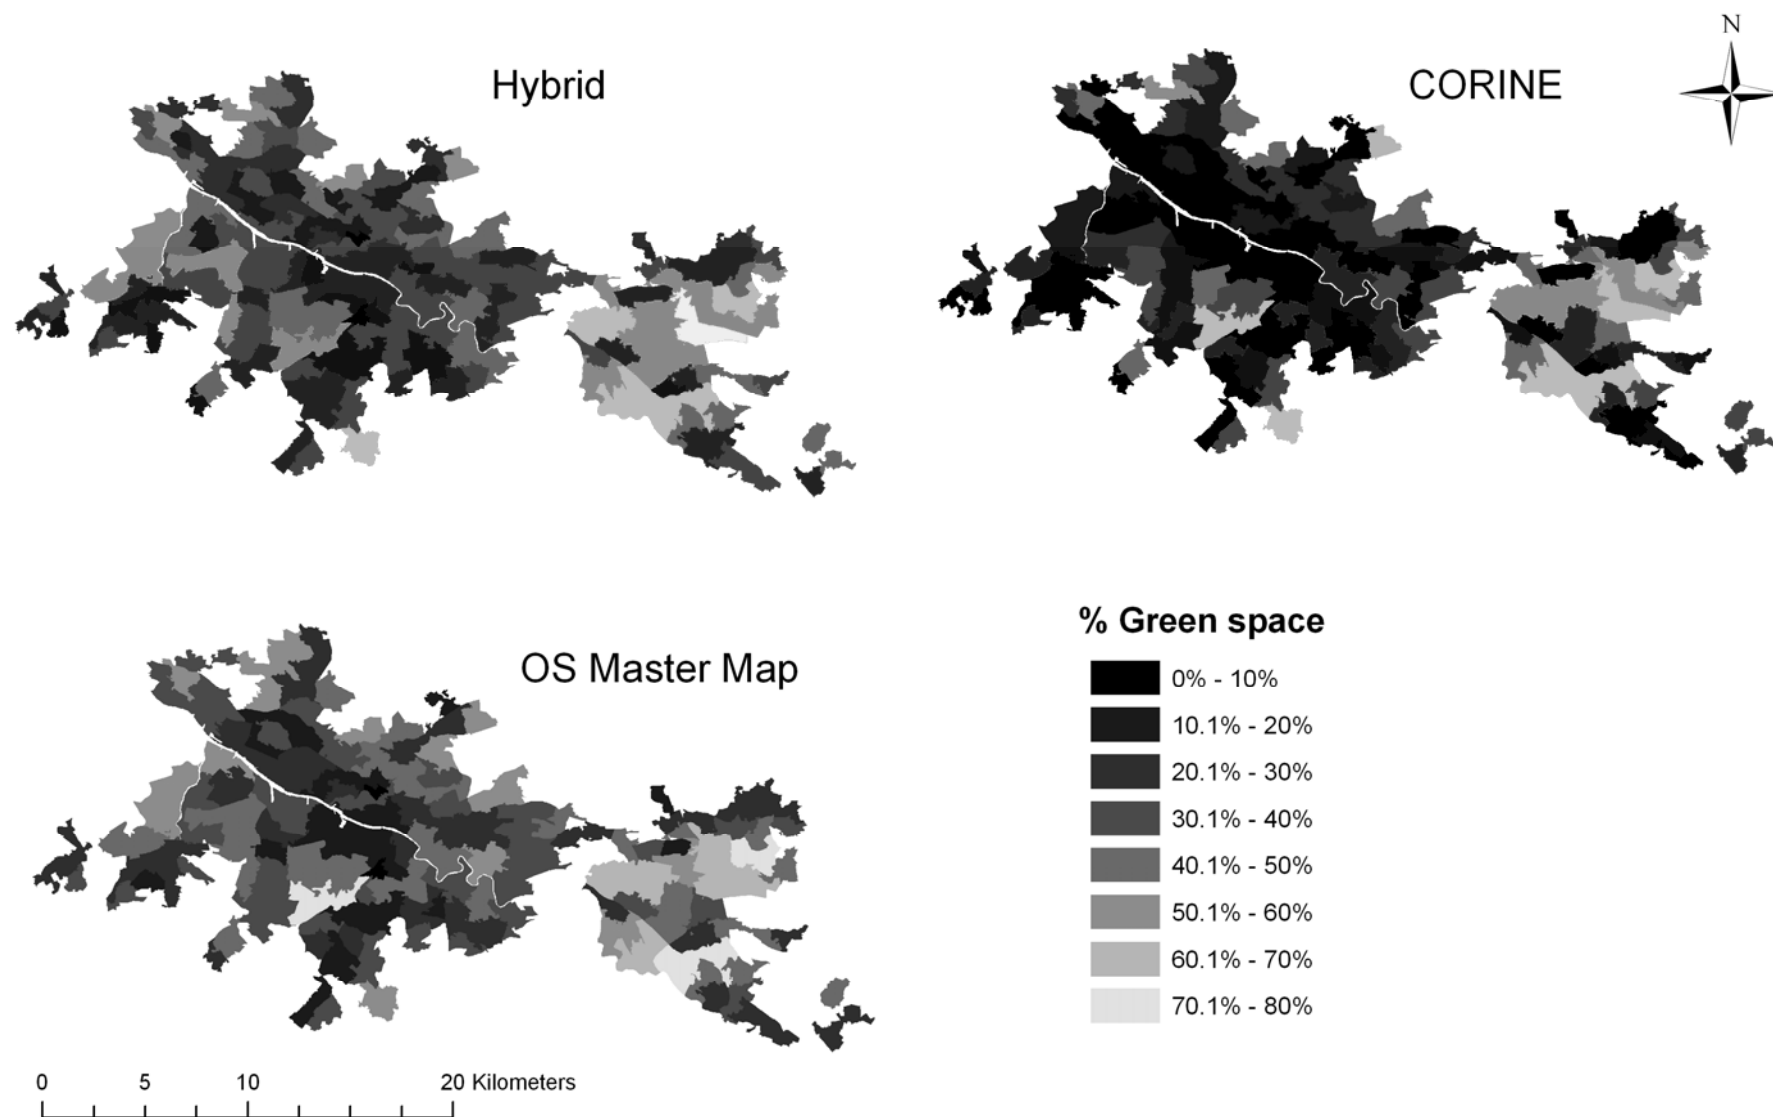 N
Hybrid
CORINE
OS Master Map
% Green space
0% - 10%
10.1% - 20%
20.1% - 30%
30.1% - 40%
40.1% - 50%
50.1% - 60%
60.1% - 70%
70.1% - 80%
0 5 10 20 Kilometers